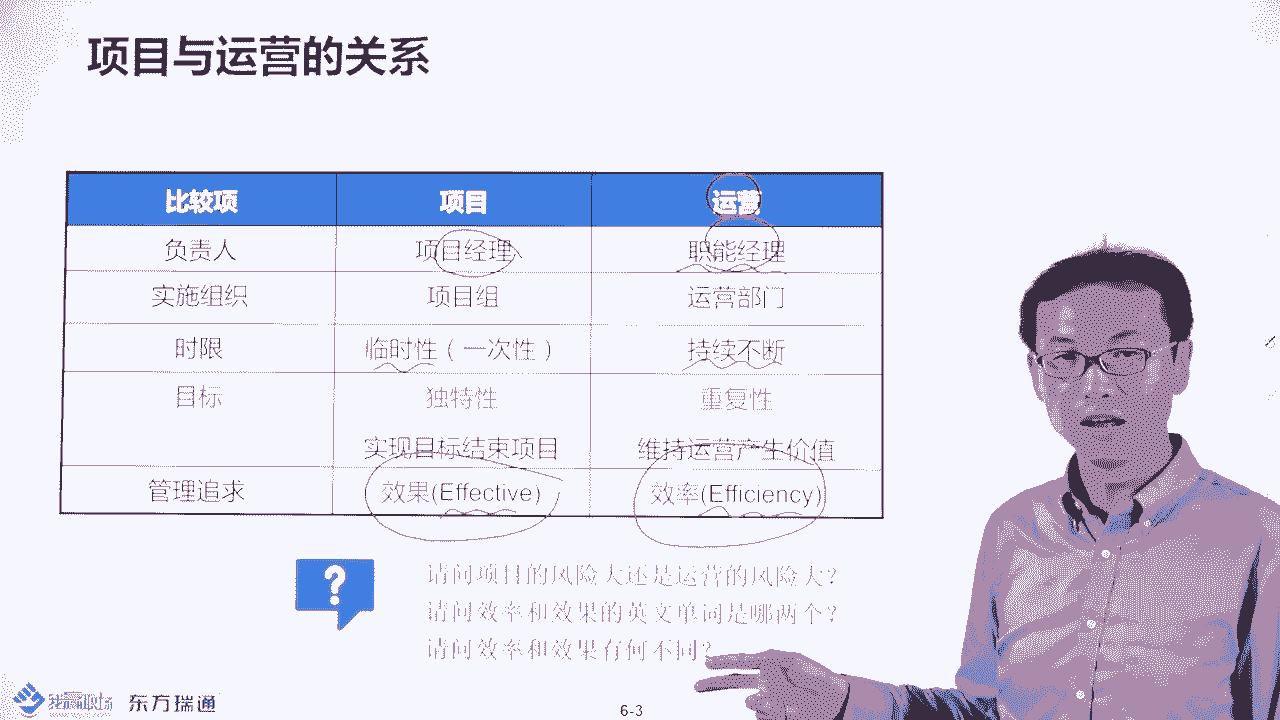 项目与运营的关系
比较项 项目 运营
负责人 项目经理 职能经理
实施组织 项目组 运营部门
时限 临时性（一次性） 持续不断
目标 独特性 重复性
实现目标结束项目 维持运营产生价值
管理追求 效果(Effective) 效率(Efficiency)
?
请问项目的风险大还是运营的风险大?
请问效率和效果的英文单词是哪两个?
请问效率和效果有何不同?
东方瑞通
6-3